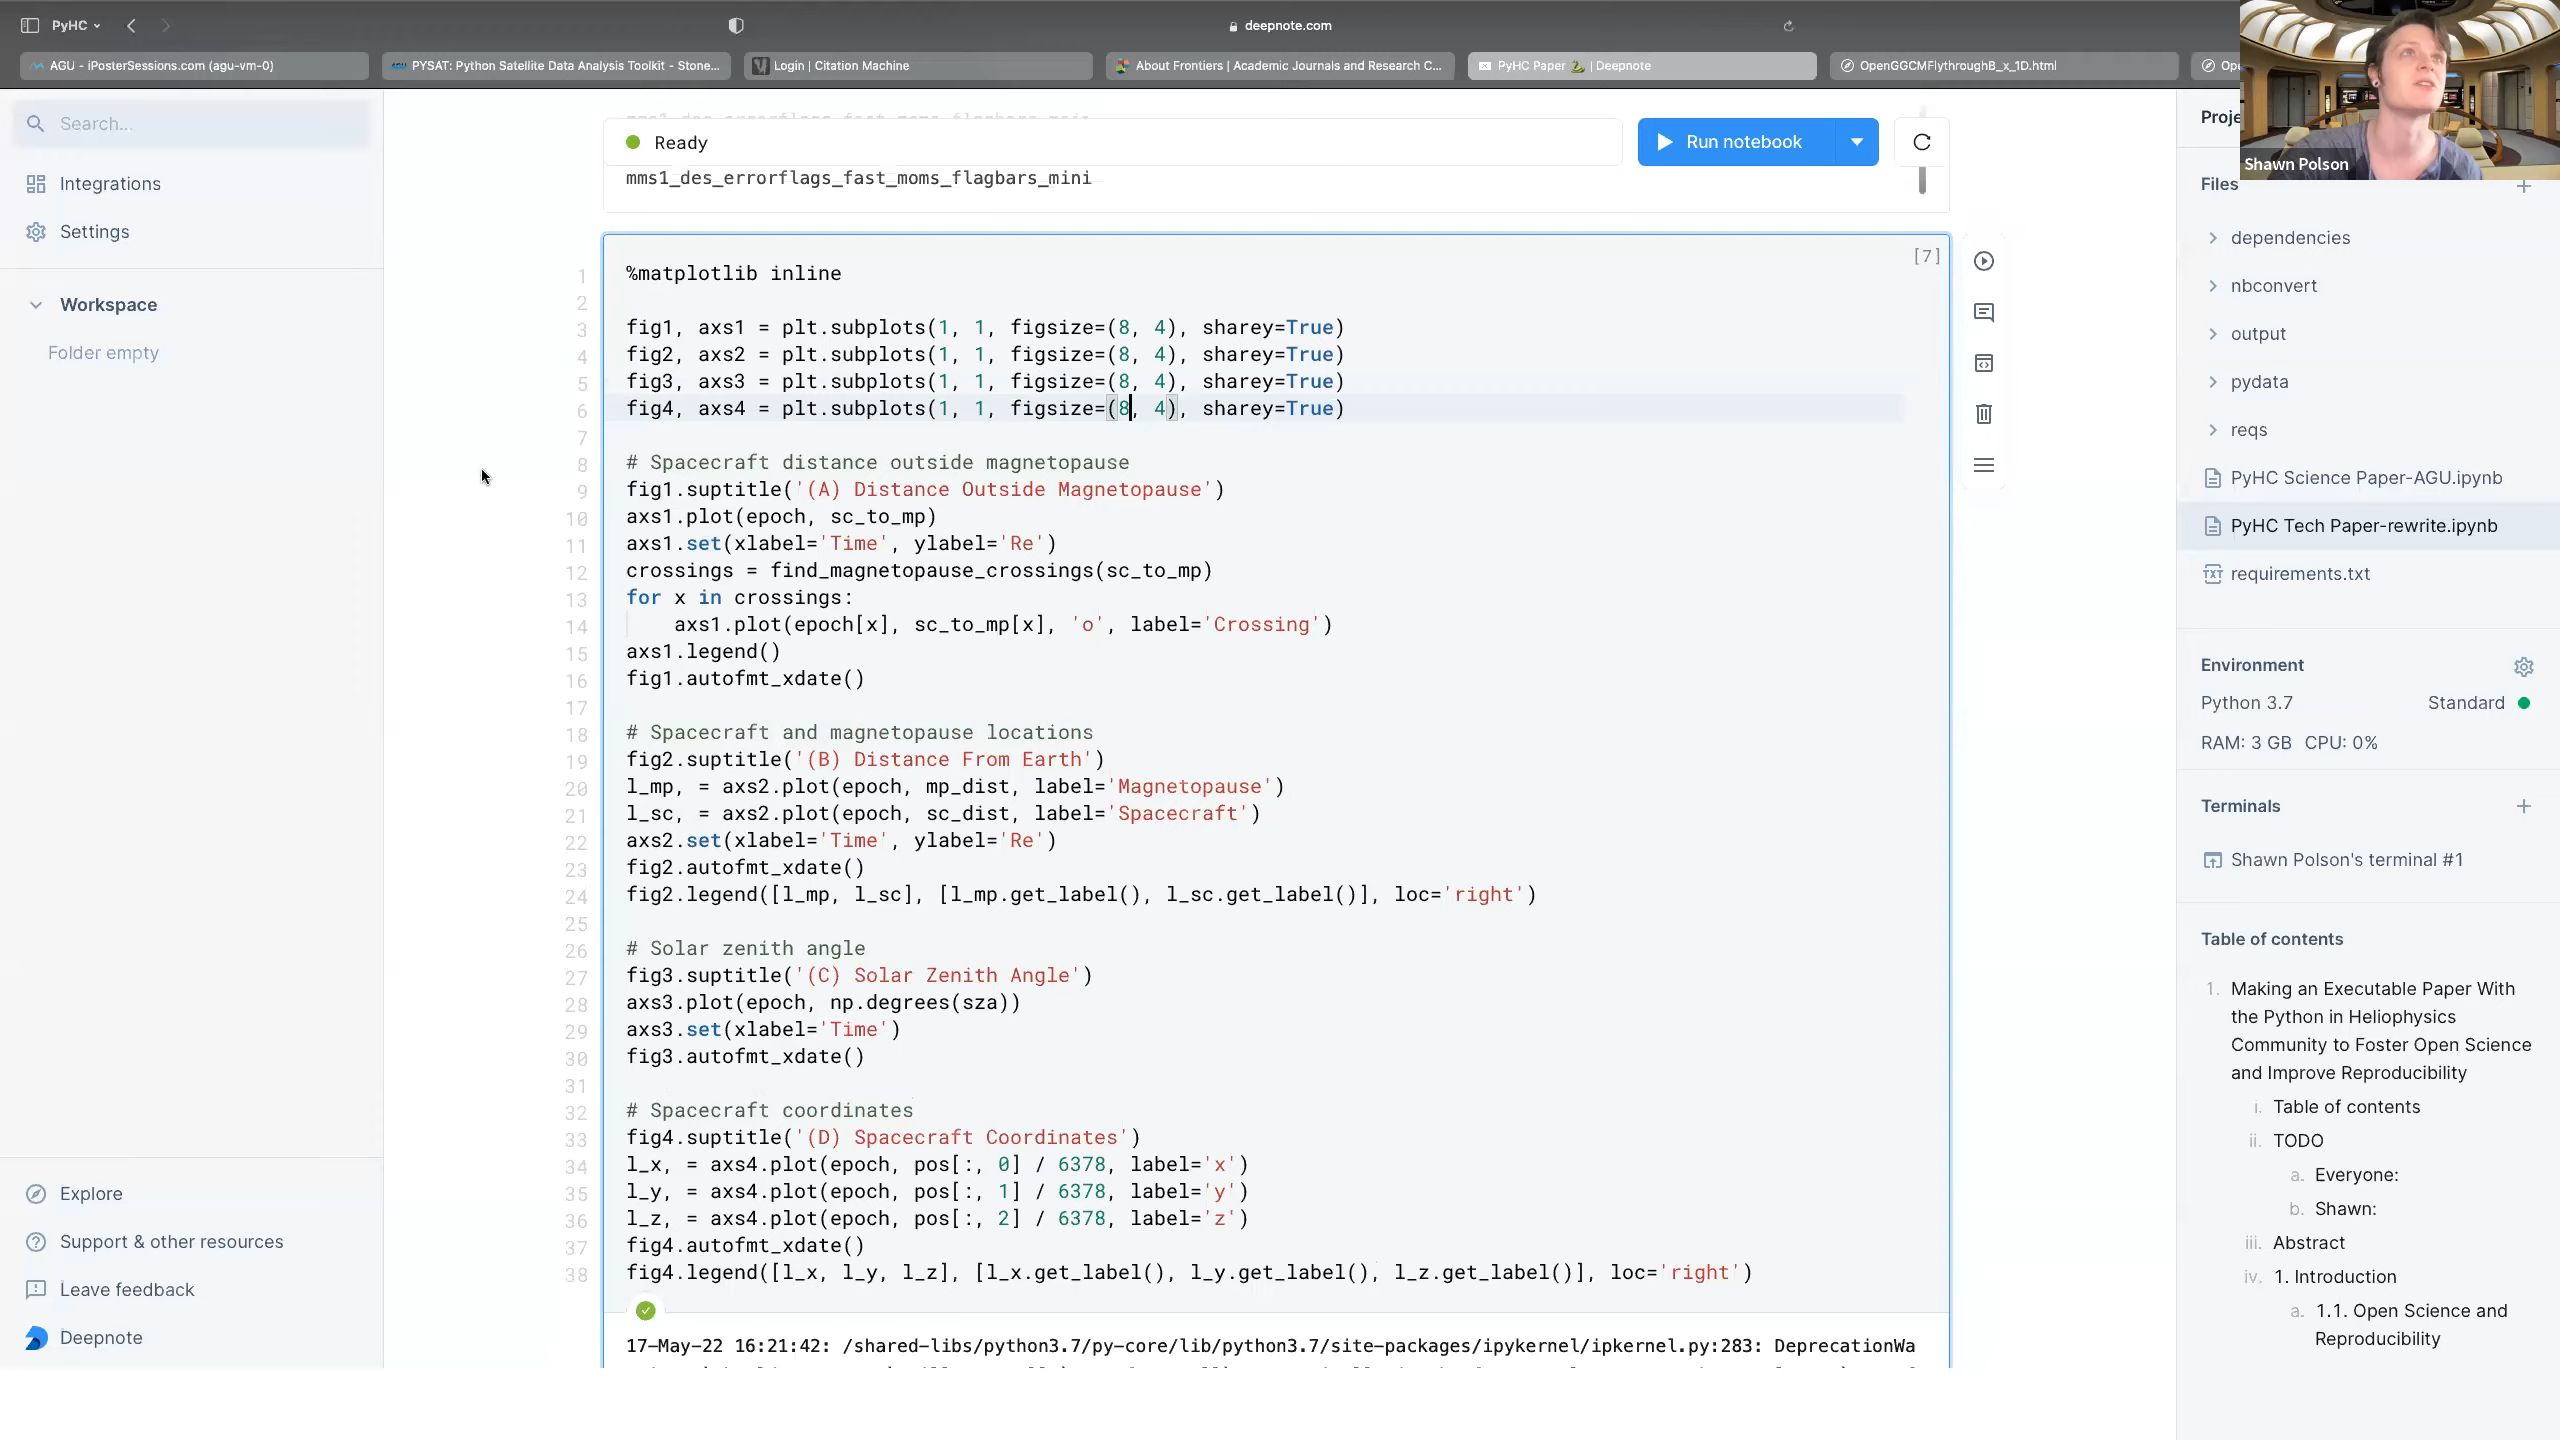 PyHC
deepnote.com
AGU - iPosterSessions.com (agu-vm-0)
PYSAT: Python Satellite Data Analysis Toolkit - Stone...
Login | Citation Machine
About Frontiers | Academic Journals and Research C...
PyHC Paper 🐍 | Deepnote
OpenGGCMFlythroughB_x_1D.html
Shawn Polson
Search...
Integrations
Settings
Workspace
Folder empty
Explore
Support & other resources
Leave feedback
Deepnote
Ready
Run notebook
mms1_des_errorflags_fast_moms_flagbars_mini
[7]
1 %matplotlib inline
2
3 fig1, axs1 = plt.subplots(1, 1, figsize=(8, 4), sharey=True)
4 fig2, axs2 = plt.subplots(1, 1, figsize=(8, 4), sharey=True)
5 fig3, axs3 = plt.subplots(1, 1, figsize=(8, 4), sharey=True)
6 fig4, axs4 = plt.subplots(1, 1, figsize=(8, 4), sharey=True)
7
8 # Spacecraft distance outside magnetopause
9 fig1.suptitle('(A) Distance Outside Magnetopause')
10 axs1.plot(epoch, sc_to_mp)
11 axs1.set(xlabel='Time', ylabel='Re')
12 crossings = find_magnetopause_crossings(sc_to_mp)
13 for x in crossings:
14     axs1.plot(epoch[x], sc_to_mp[x], 'o', label='Crossing')
15 axs1.legend()
16 fig1.autofmt_xdate()
17
18 # Spacecraft and magnetopause locations
19 fig2.suptitle('(B) Distance From Earth')
20 l_mp, = axs2.plot(epoch, mp_dist, label='Magnetopause')
21 l_sc, = axs2.plot(epoch, sc_dist, label='Spacecraft')
22 axs2.set(xlabel='Time', ylabel='Re')
23 fig2.autofmt_xdate()
24 fig2.legend([l_mp, l_sc], [l_mp.get_label(), l_sc.get_label()], loc='right')
25
26 # Solar zenith angle
27 fig3.suptitle('(C) Solar Zenith Angle')
28 axs3.plot(epoch, np.degrees(sza))
29 axs3.set(xlabel='Time')
30 fig3.autofmt_xdate()
31
32 # Spacecraft coordinates
33 fig4.suptitle('(D) Spacecraft Coordinates')
34 l_x, = axs4.plot(epoch, pos[:, 0] / 6378, label='x')
35 l_y, = axs4.plot(epoch, pos[:, 1] / 6378, label='y')
36 l_z, = axs4.plot(epoch, pos[:, 2] / 6378, label='z')
37 fig4.autofmt_xdate()
38 fig4.legend([l_x, l_y, l_z], [l_x.get_label(), l_y.get_label(), l_z.get_label()], loc='right')
17-May-22 16:21:42: /shared-libs/python3.7/py-core/lib/python3.7/site-packages/ipykernel/ipkernel.py:283: DeprecationWa
Files
dependencies
nbconvert
output
pydata
reqs
PyHC Science Paper-AGU.ipynb
PyHC Tech Paper-rewrite.ipynb
TXT requirements.txt
Environment
Python 3.7 Standard
RAM: 3 GB CPU: 0%
Terminals
Shawn Polson's terminal #1
Table of contents
1. Making an Executable Paper With
the Python in Heliophysics
Community to Foster Open Science
and Improve Reproducibility
i. Table of contents
ii. TODO
a. Everyone:
b. Shawn:
iii. Abstract
iv. 1. Introduction
a. 1.1. Open Science and
Reproducibility